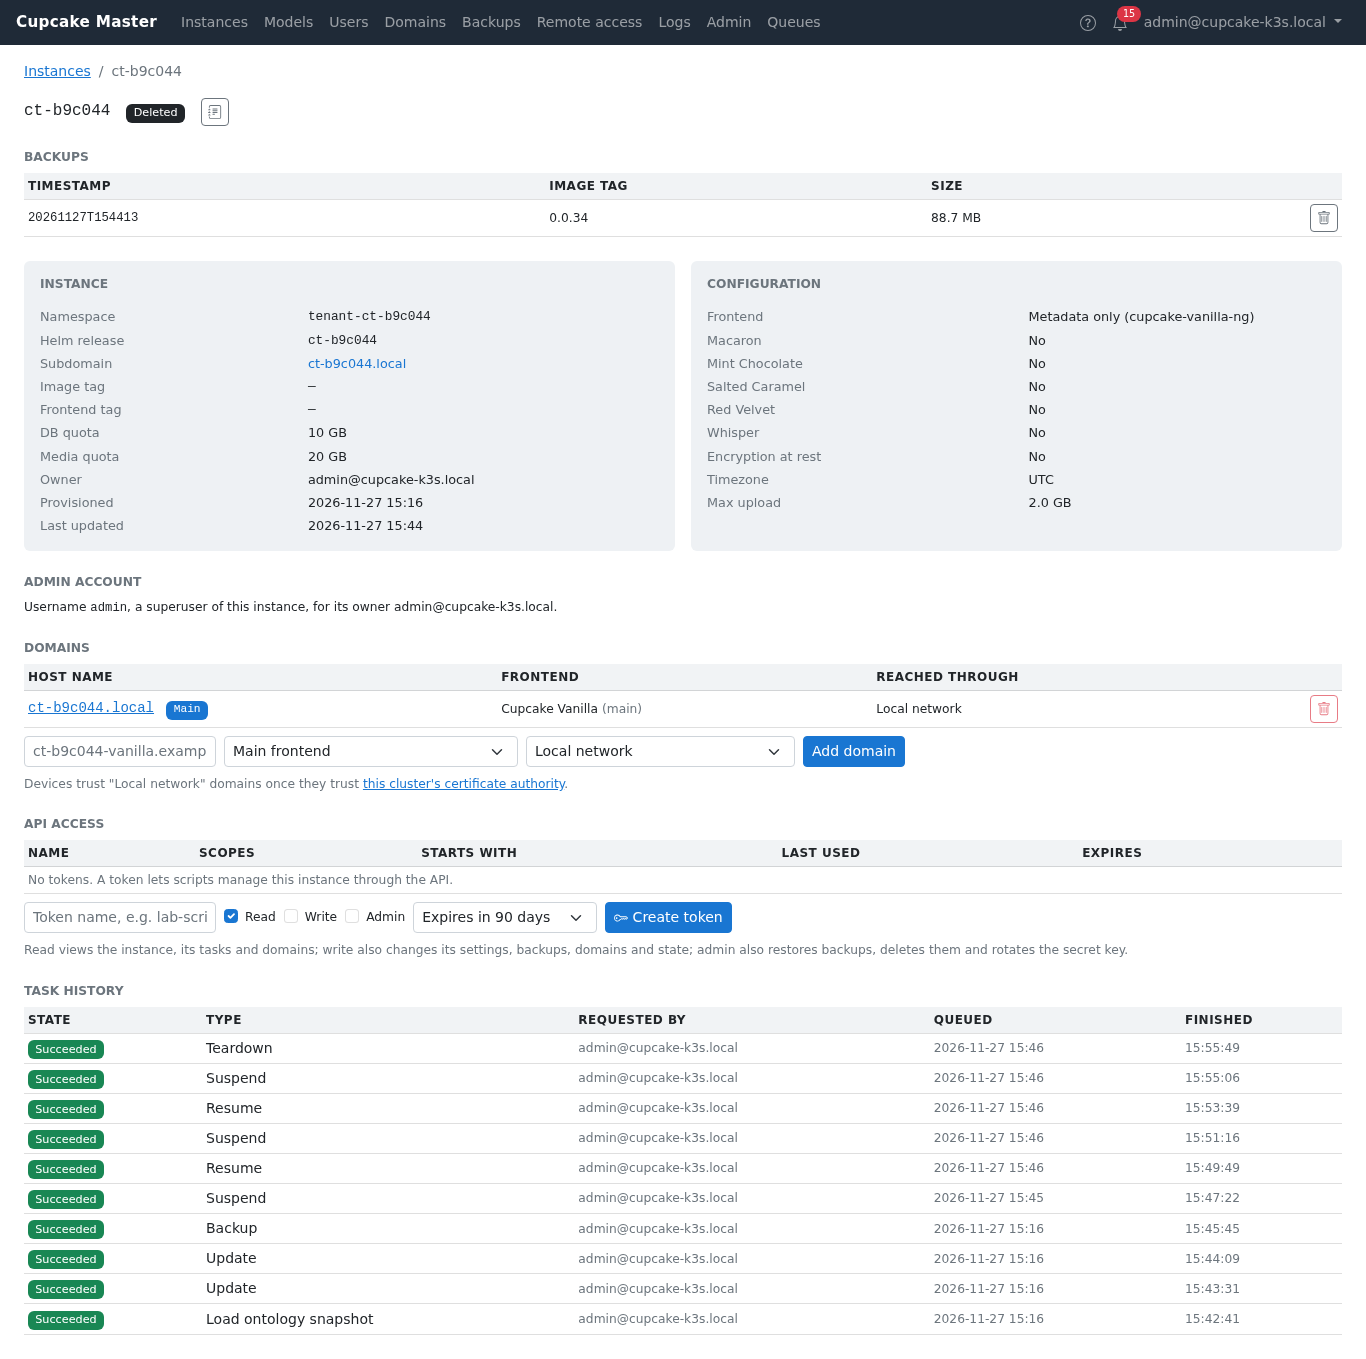 Cupcake Master Instances Models Users Domains Backups Remote access Logs Admin Queues 15 admin@cupcake-k3s.local
Instances / ct-b9c044
ct-b9c044 Deleted
BACKUPS
TIMESTAMP IMAGE TAG SIZE
20261127T154413 0.0.34 88.7 MB
INSTANCE
Namespace tenant-ct-b9c044
Helm release ct-b9c044
Subdomain ct-b9c044.local
Image tag —
Frontend tag —
DB quota 10 GB
Media quota 20 GB
Owner admin@cupcake-k3s.local
Provisioned 2026-11-27 15:16
Last updated 2026-11-27 15:44
CONFIGURATION
Frontend Metadata only (cupcake-vanilla-ng)
Macaron No
Mint Chocolate No
Salted Caramel No
Red Velvet No
Whisper No
Encryption at rest No
Timezone UTC
Max upload 2.0 GB
ADMIN ACCOUNT
Username admin, a superuser of this instance, for its owner admin@cupcake-k3s.local.
DOMAINS
HOST NAME FRONTEND REACHED THROUGH
ct-b9c044.local Main Cupcake Vanilla (main) Local network
ct-b9c044-vanilla.examp Main frontend Local network Add domain
Devices trust "Local network" domains once they trust this cluster's certificate authority.
API ACCESS
NAME SCOPES STARTS WITH LAST USED EXPIRES
No tokens. A token lets scripts manage this instance through the API.
Token name, e.g. lab-scri Read Write Admin Expires in 90 days Create token
Read views the instance, its tasks and domains; write also changes its settings, backups, domains and state; admin also restores backups, deletes them and rotates the secret key.
TASK HISTORY
STATE TYPE REQUESTED BY QUEUED FINISHED
Succeeded Teardown admin@cupcake-k3s.local 2026-11-27 15:46 15:55:49
Succeeded Suspend admin@cupcake-k3s.local 2026-11-27 15:46 15:55:06
Succeeded Resume admin@cupcake-k3s.local 2026-11-27 15:46 15:53:39
Succeeded Suspend admin@cupcake-k3s.local 2026-11-27 15:46 15:51:16
Succeeded Resume admin@cupcake-k3s.local 2026-11-27 15:46 15:49:49
Succeeded Suspend admin@cupcake-k3s.local 2026-11-27 15:45 15:47:22
Succeeded Backup admin@cupcake-k3s.local 2026-11-27 15:16 15:45:45
Succeeded Update admin@cupcake-k3s.local 2026-11-27 15:16 15:44:09
Succeeded Update admin@cupcake-k3s.local 2026-11-27 15:16 15:43:31
Succeeded Load ontology snapshot admin@cupcake-k3s.local 2026-11-27 15:16 15:42:41